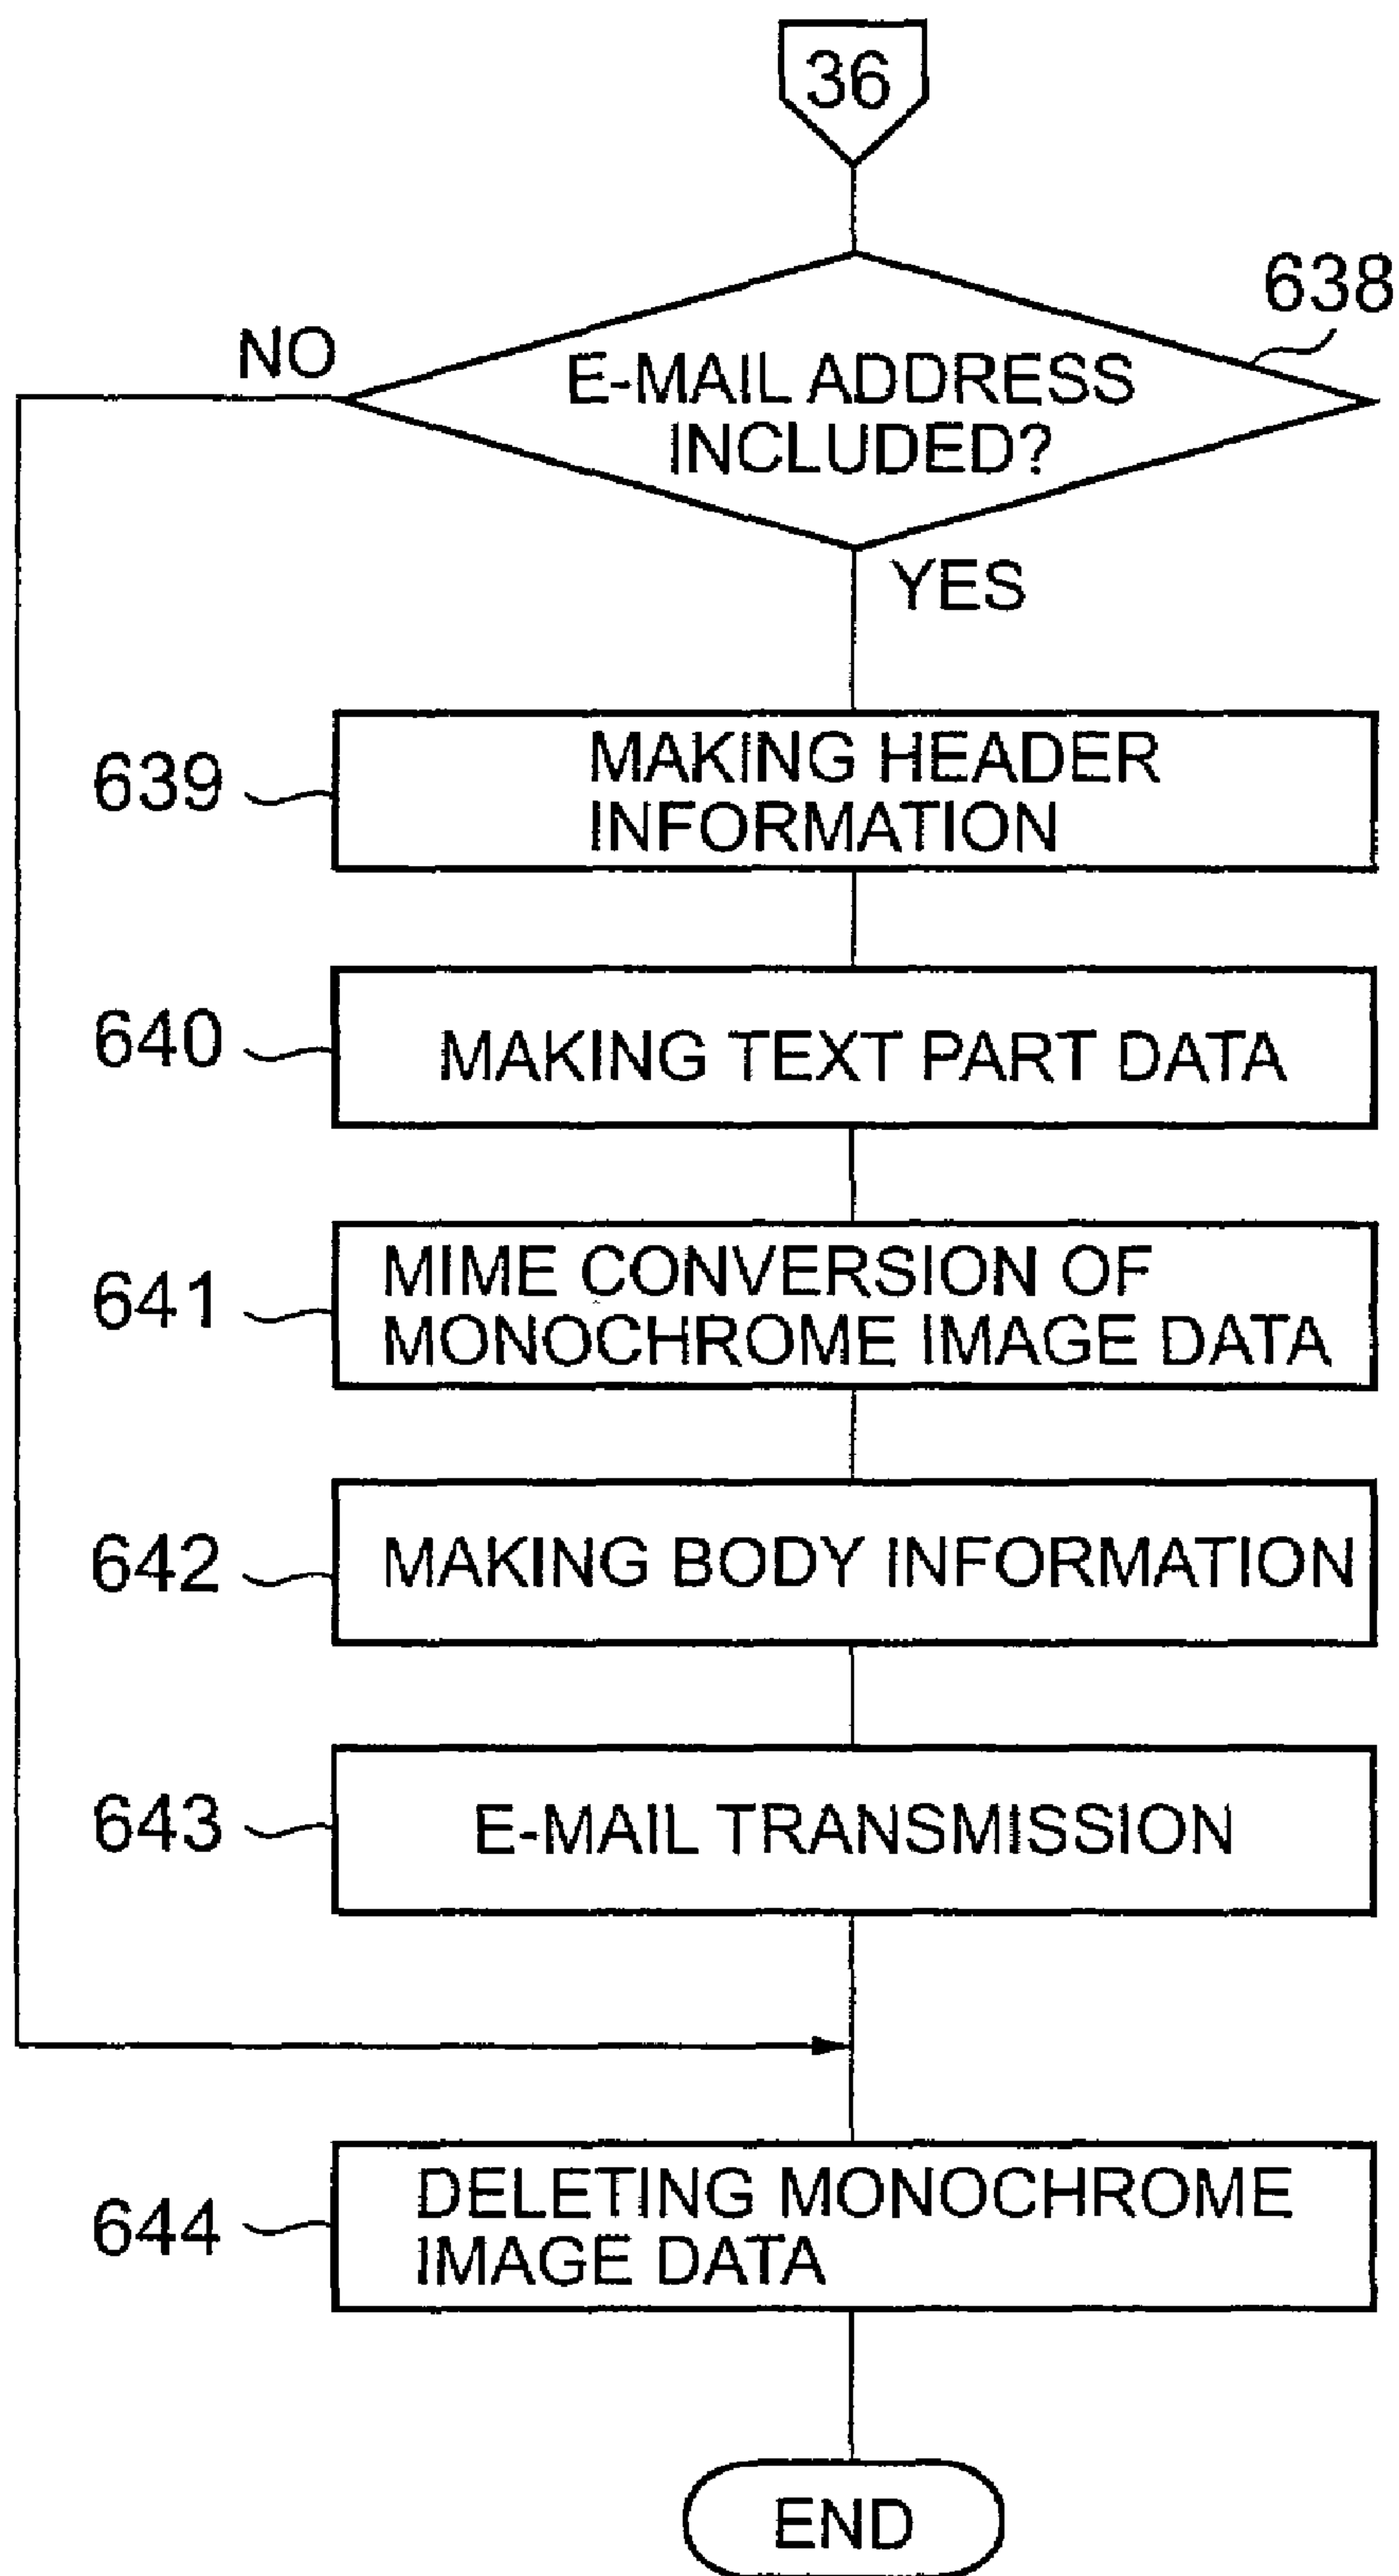 36
638
NO
E-MAIL ADDRESS
INCLUDED?
YES
639
MAKING HEADER
INFORMATION
640
MAKING TEXT PART DATA
641
MIME CONVERSION OF
MONOCHROME IMAGE DATA
642
MAKING BODY INFORMATION
643
E-MAIL TRANSMISSION
644
DELETING MONOCHROME
IMAGE DATA
END